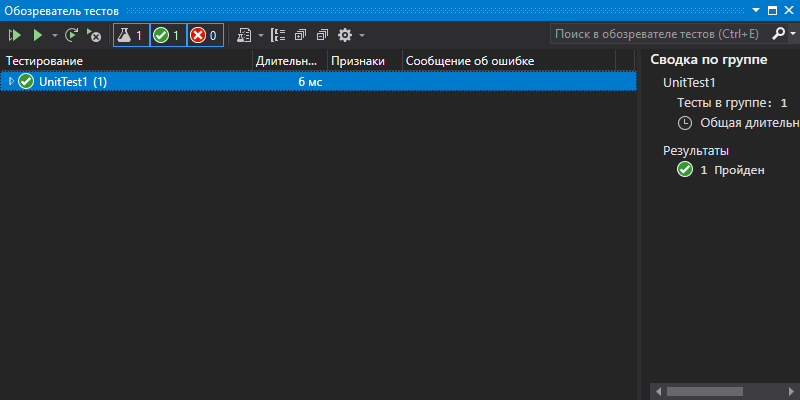 Обозреватель тестов
1 1 0
Поиск в обозревателе тестов (Ctrl+E)
Тестирование Длительн... Признаки Сообщение об ошибке
UnitTest1 (1) 6 мс
Сводка по группе
UnitTest1
Тесты в группе: 1
Общая длительн
Результаты
1 Пройден